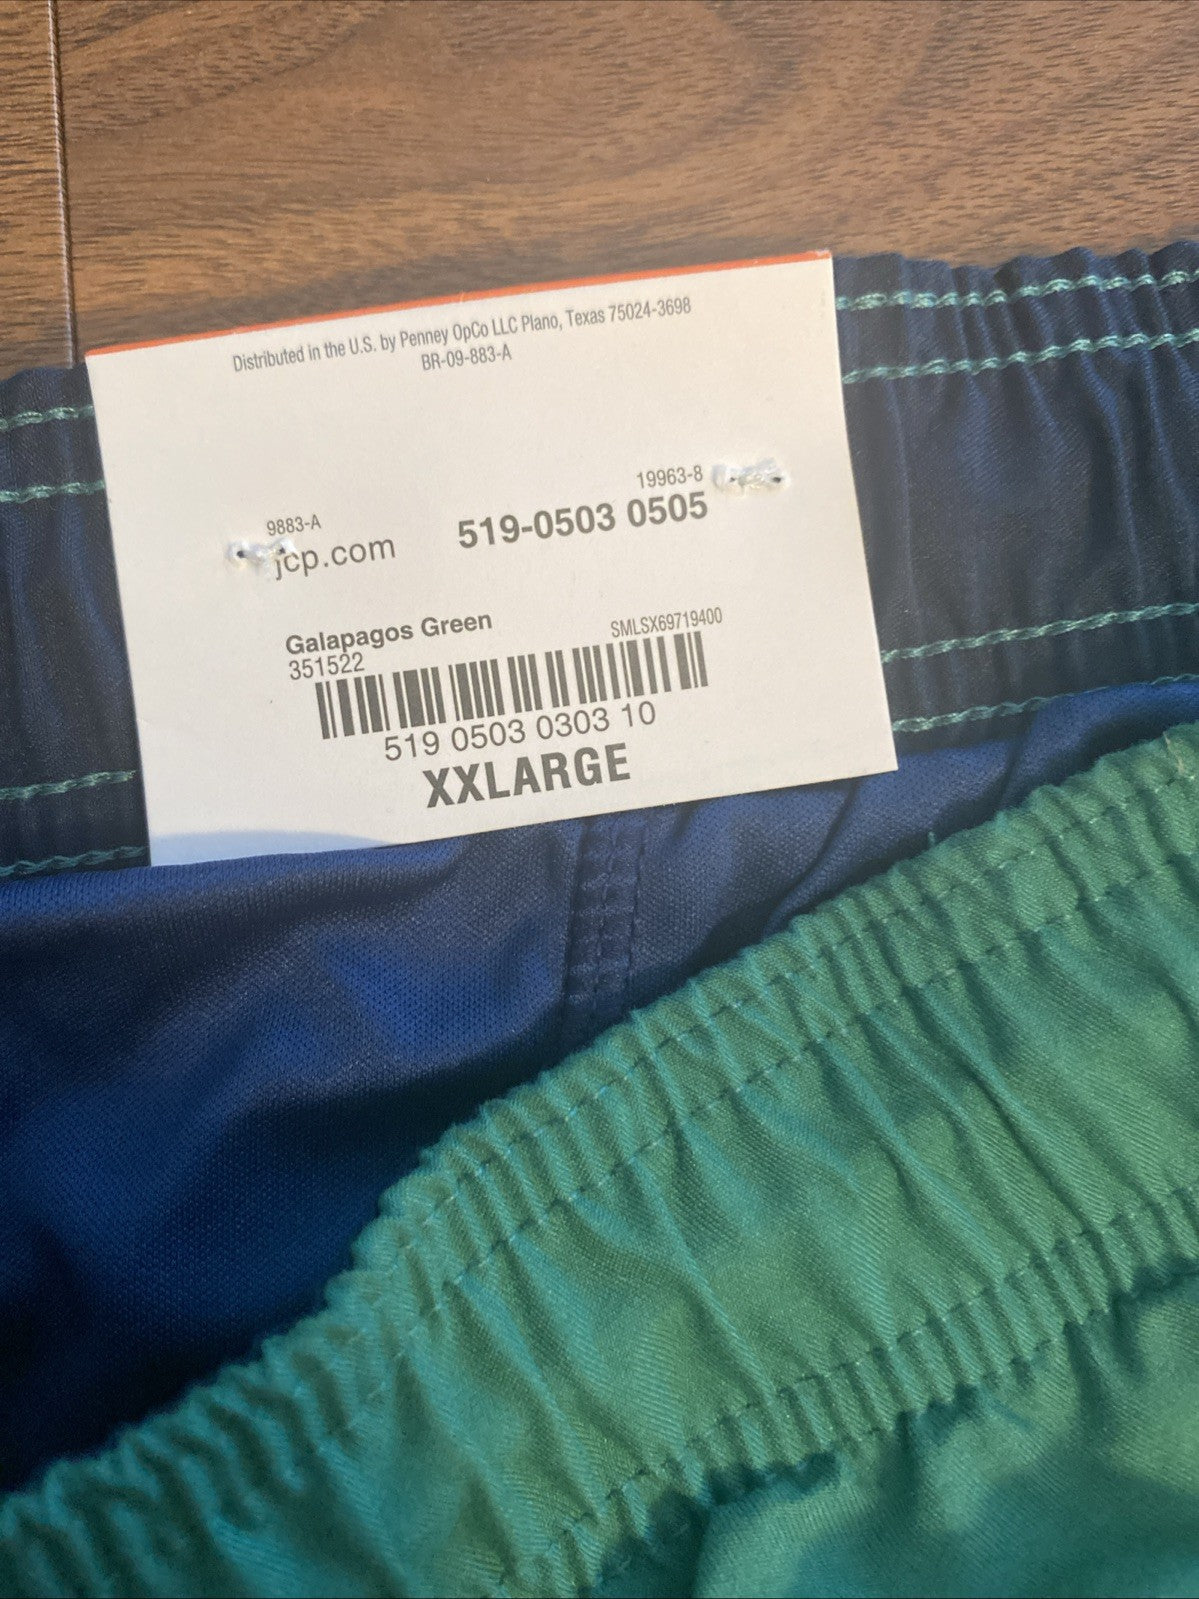 Distributed in the U.S. by Penney OpCo LLC Plano, Texas 75024-3698
BR-09-883-A
19963-8
9883-A
519-0503 0505
jcp.com
Galapagos Green
SMLSX69719400
351522
519 0503 0303 10
XXLARGE